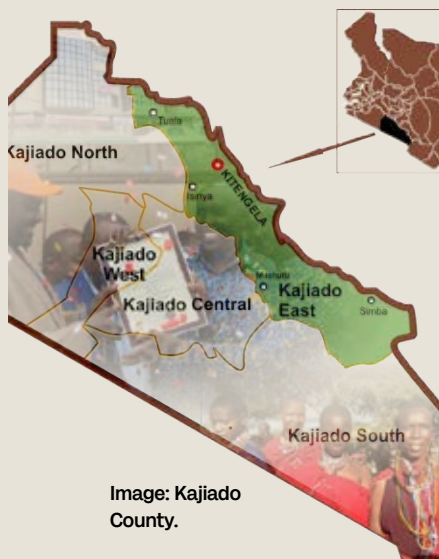 Tuala
Kajiado North
KITENGELA
Isinya
Kajiado
West
Kajiado Central
Mashuru
Kajiado
East
Simba
Kajiado South
Image: Kajiado
County.